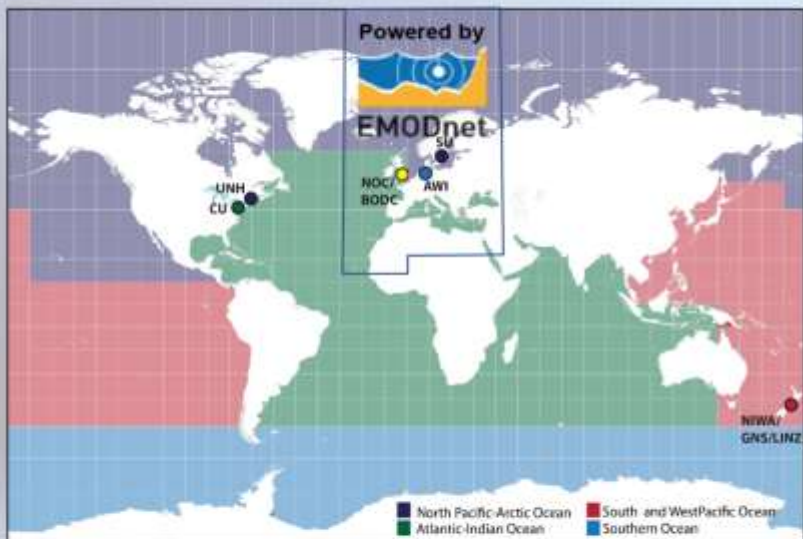 Powered by
EMODnet
SU
UNH
CU
NOC/
BODC
AWI
NIWA/
GNS/LINZ
North Pacific-Arctic Ocean
South and WestPacific Ocean
Atlantic-Indian Ocean
Southern Ocean